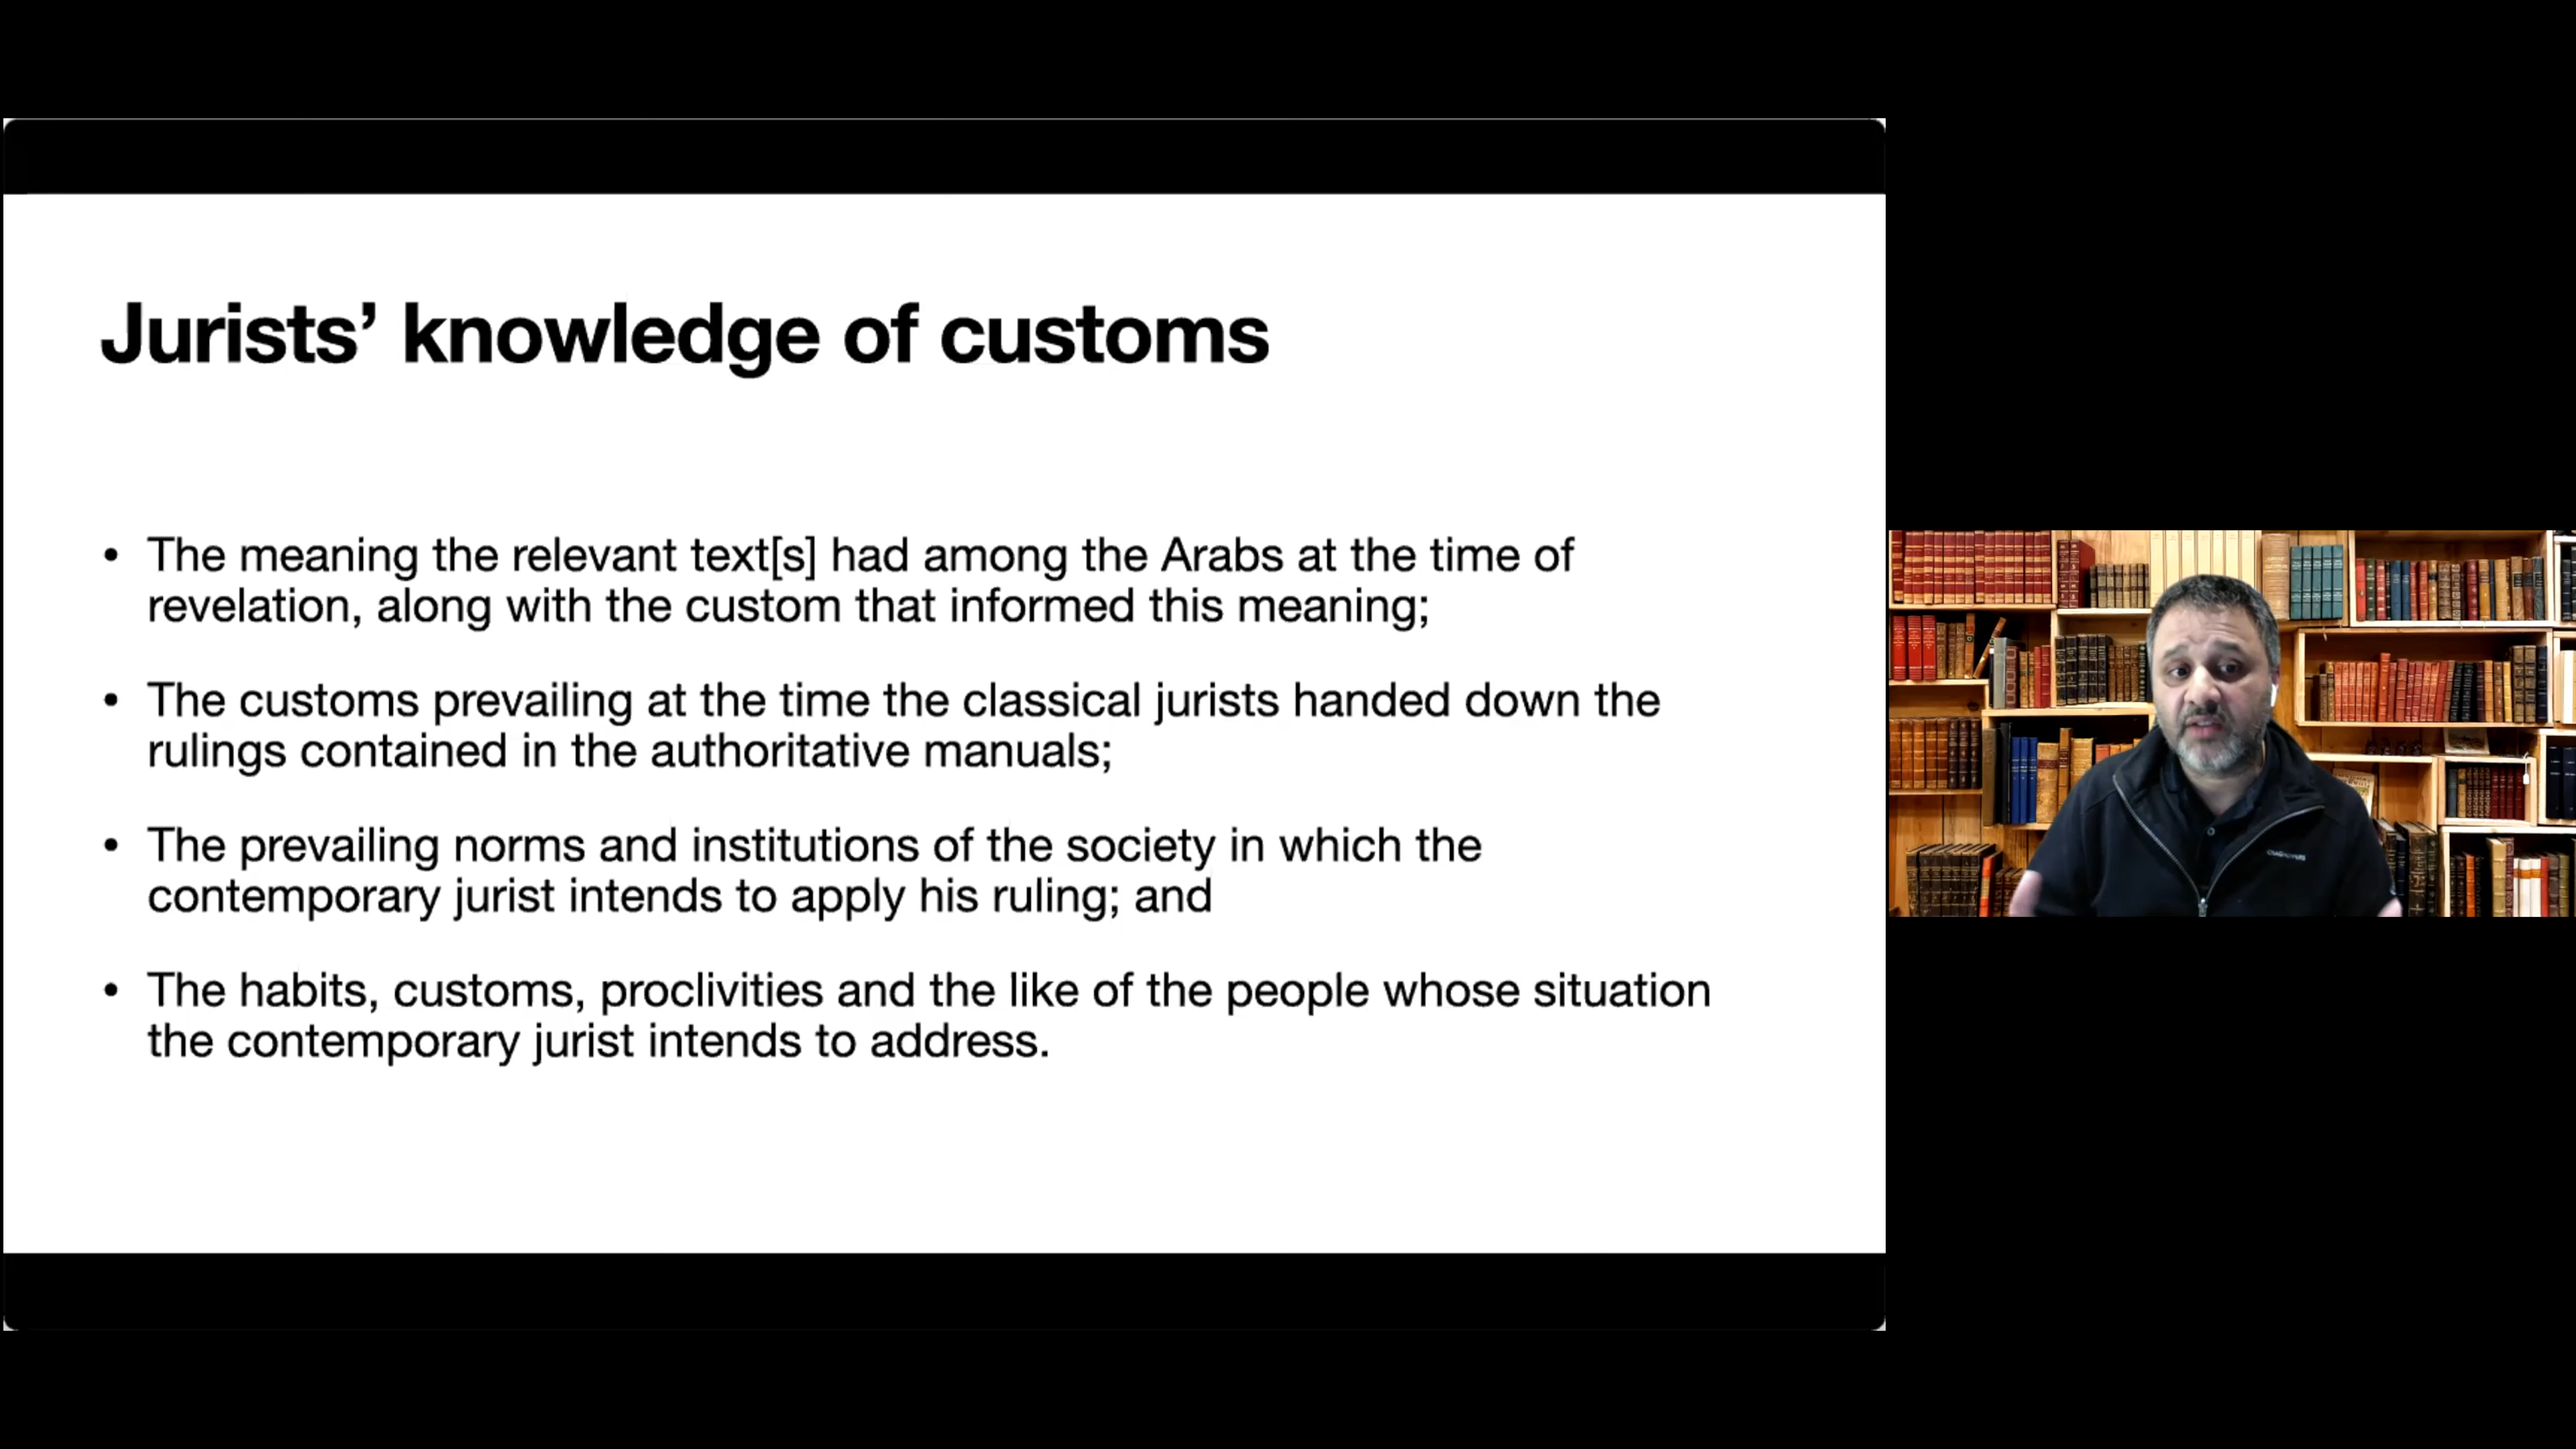 Jurists’ knowledge of customs
• The meaning the relevant text[s] had among the Arabs at the time of
revelation, along with the custom that informed this meaning;
• The customs prevailing at the time the classical jurists handed down the
rulings contained in the authoritative manuals;
• The prevailing norms and institutions of the society in which the
contemporary jurist intends to apply his ruling; and
• The habits, customs, proclivities and the like of the people whose situation
the contemporary jurist intends to address.